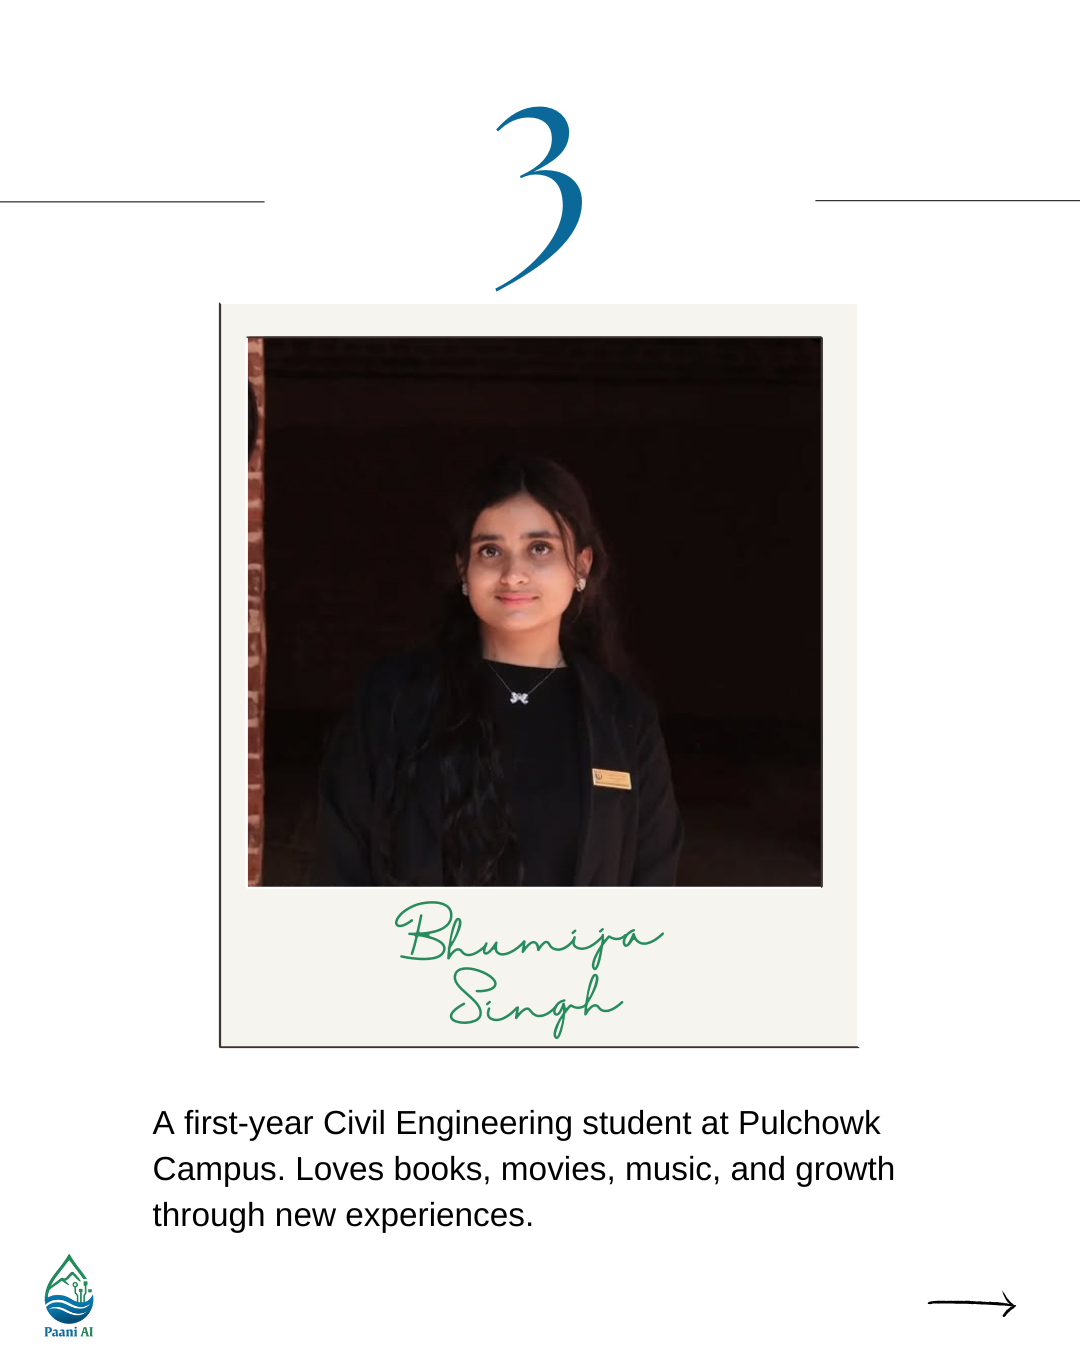 3
Bhumija
Singh
A first-year Civil Engineering student at Pulchowk
Campus. Loves books, movies, music, and growth
through new experiences.
Paani AI